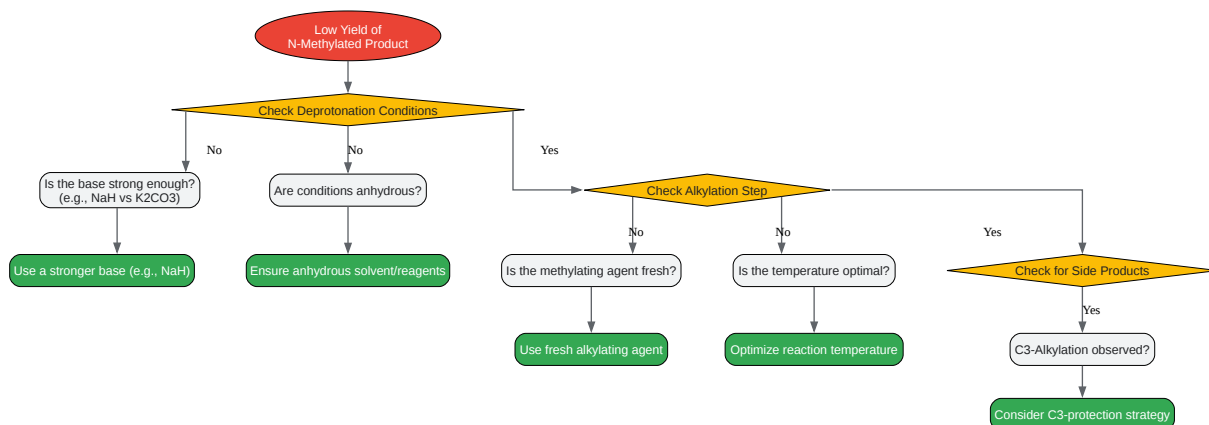 Low Yield of
N-Methylated Product
Check Deprotonation Conditions
No
No
Yes
Is the base strong enough?
(e.g., NaH vs K2CO3)
Are conditions anhydrous?
Check Alkylation Step
No
No
Yes
Use a stronger base (e.g., NaH)
Ensure anhydrous solvent/reagents
Is the methylating agent fresh?
Is the temperature optimal?
Check for Side Products
Yes
Use fresh alkylating agent
Optimize reaction temperature
C3-Alkylation observed?
Consider C3-protection strategy